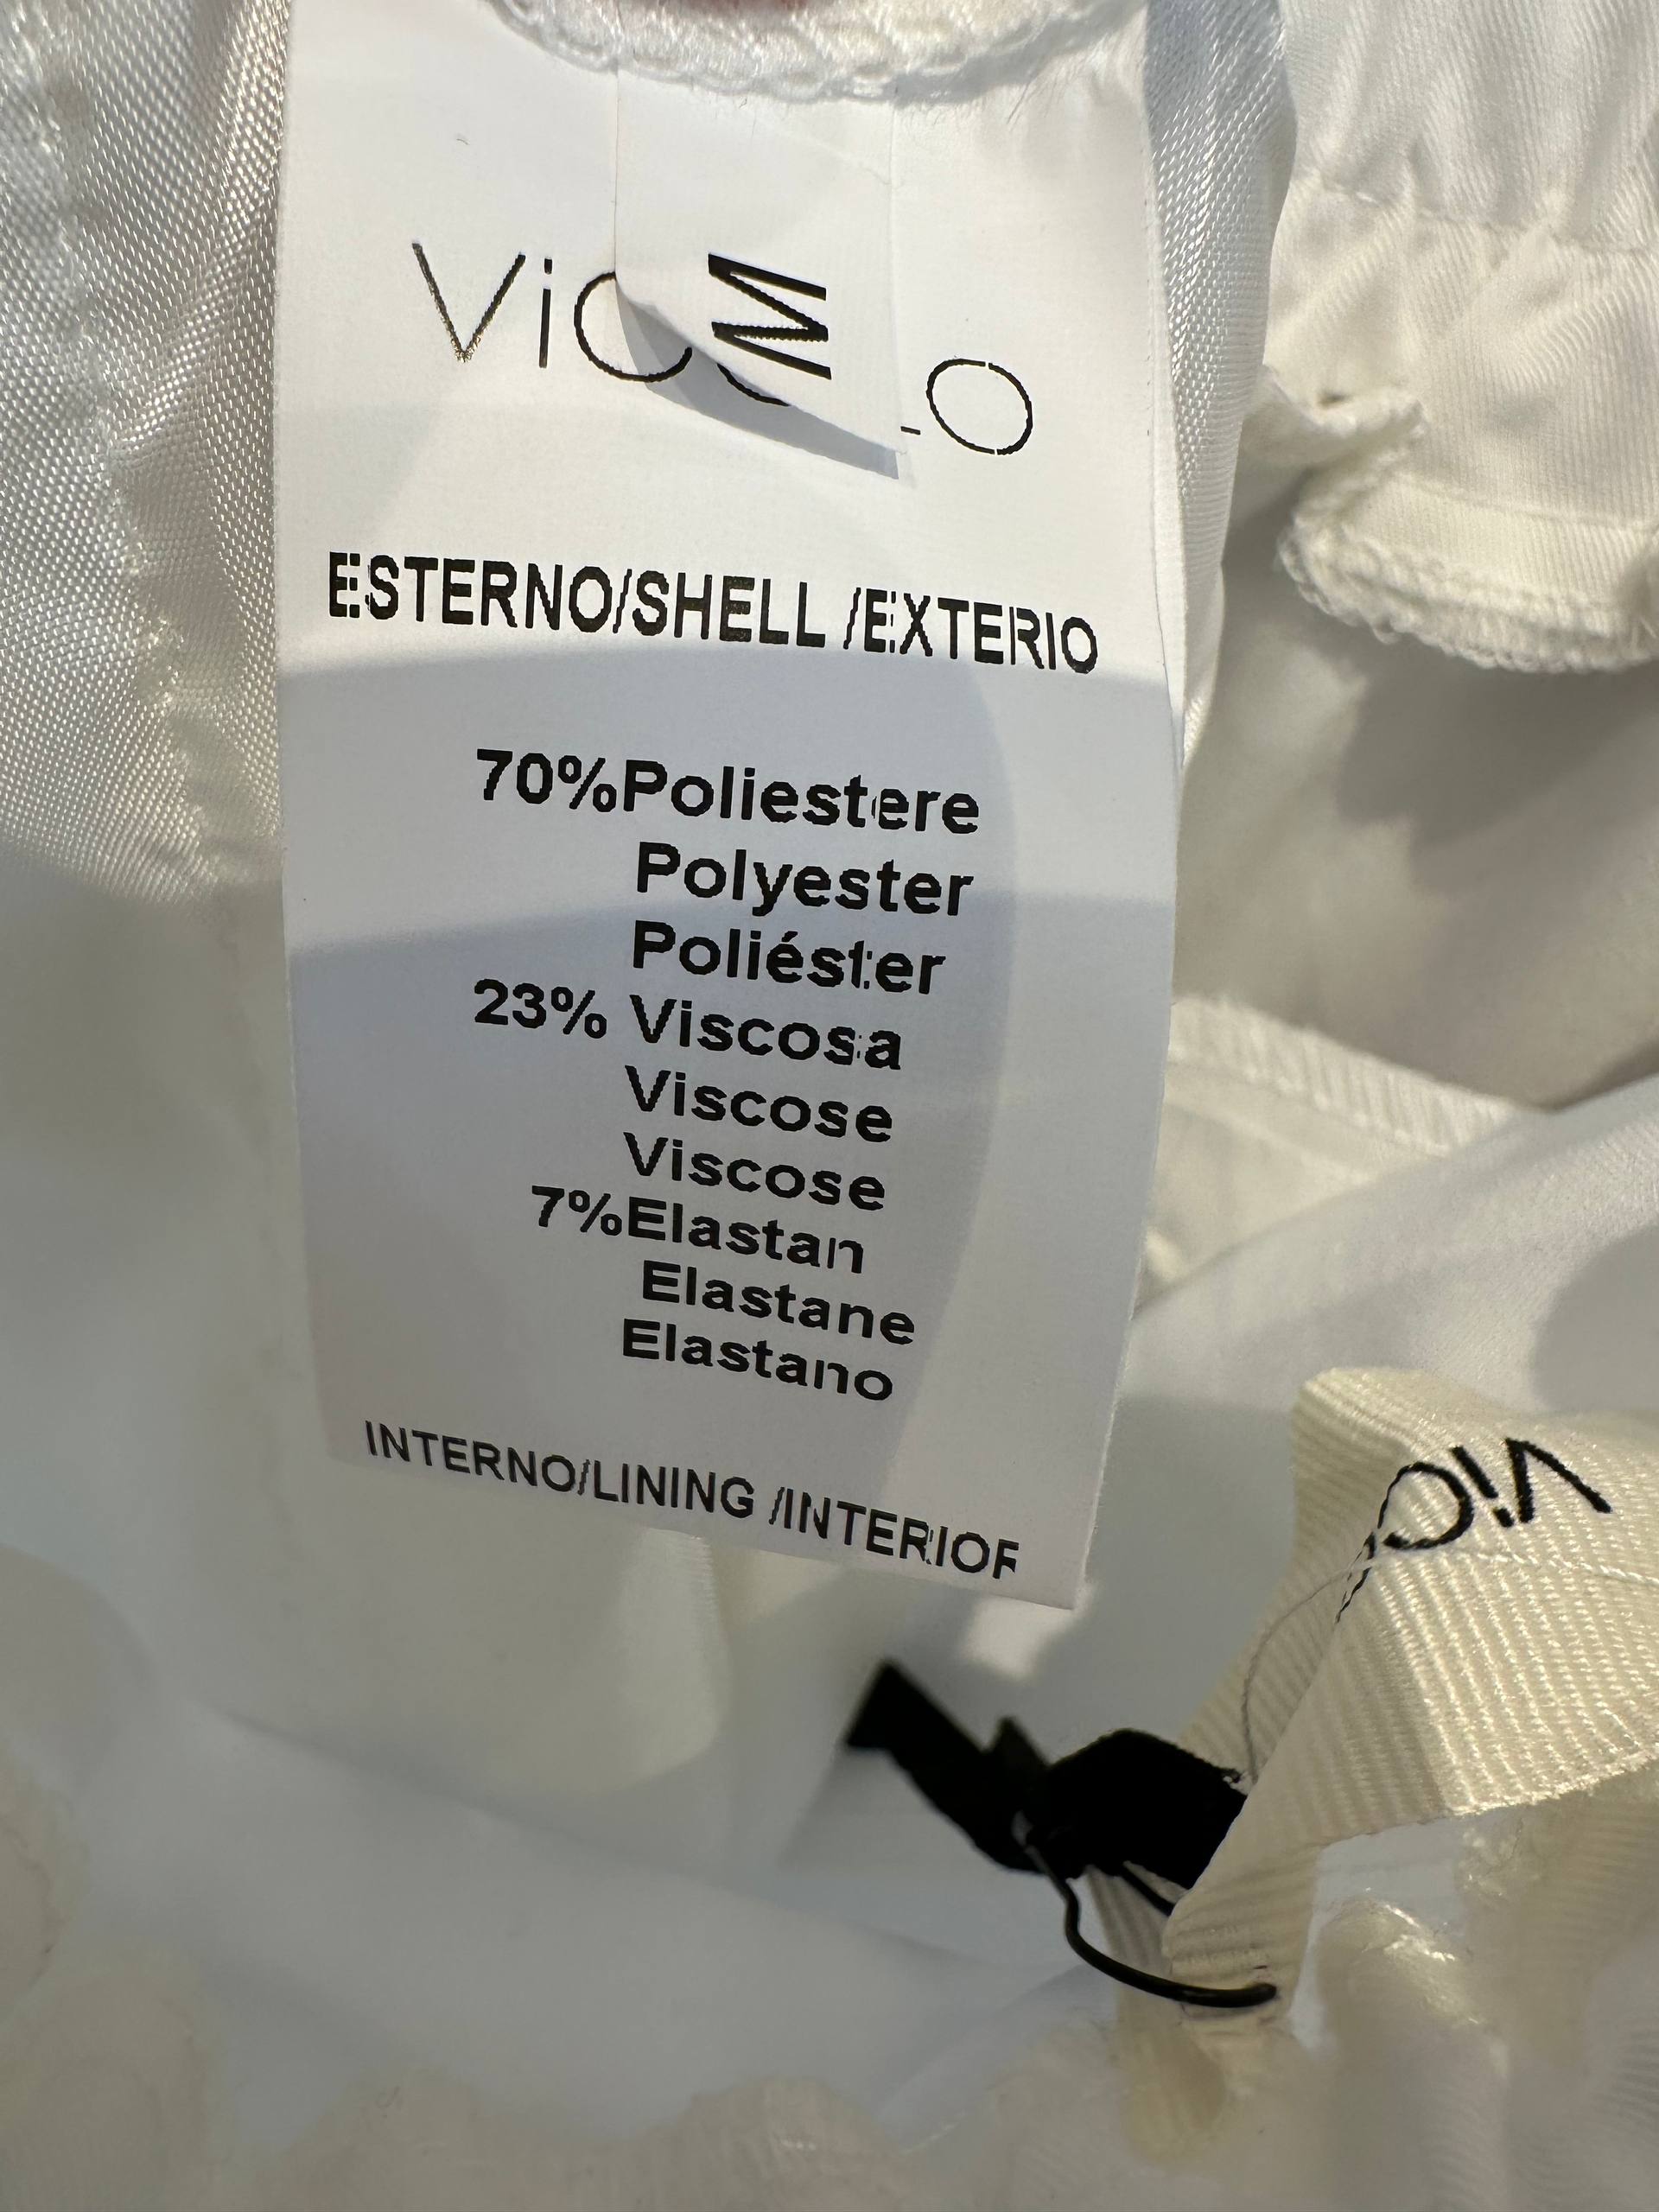 M
ESTERNO/SHELL /EXTERIO
70%Poliestere
Polyester
Poliéster
23% Viscosa
Viscose
Viscose
7%Elastan
Elastane
Elastano
INTERNO/LINING /INTERIOR